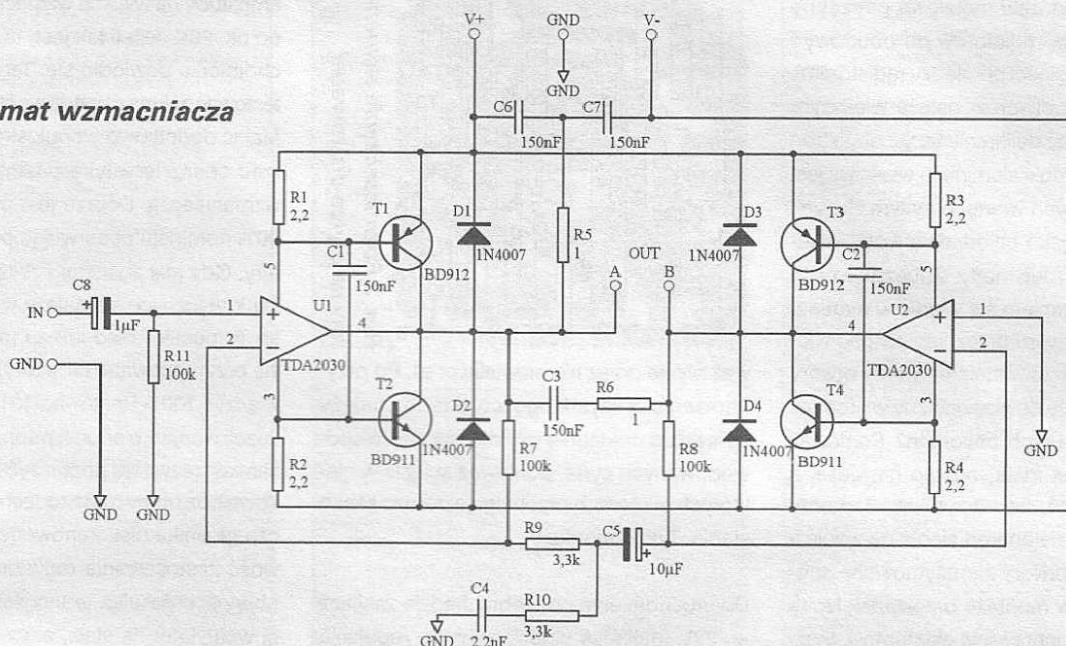 mat wzmacniacza
V+
GND
V-
GND
C6
C7
150nF
150nF
R1
2,2
T1
BD912
D1
1N4007
R5
1
OUT
A
B
D3
1N4007
T3
BD912
R3
2,2
C1
150nF
5
C2
150nF
5
C8
+
1µF
IN
1
+
U1
4
2
-
TDA2030
GND
R11
100k
4
U2
+
1
-
2
TDA2030
3
T2
BD911
D2
1N4007
C3
150nF
R6
1
R7
100k
R8
100k
D4
1N4007
T4
BD911
3
R2
2,2
R4
2,2
GND
GND
GND
R9
3,3k
C5
+
10µF
C4
2,2nF
R10
3,3k
GND